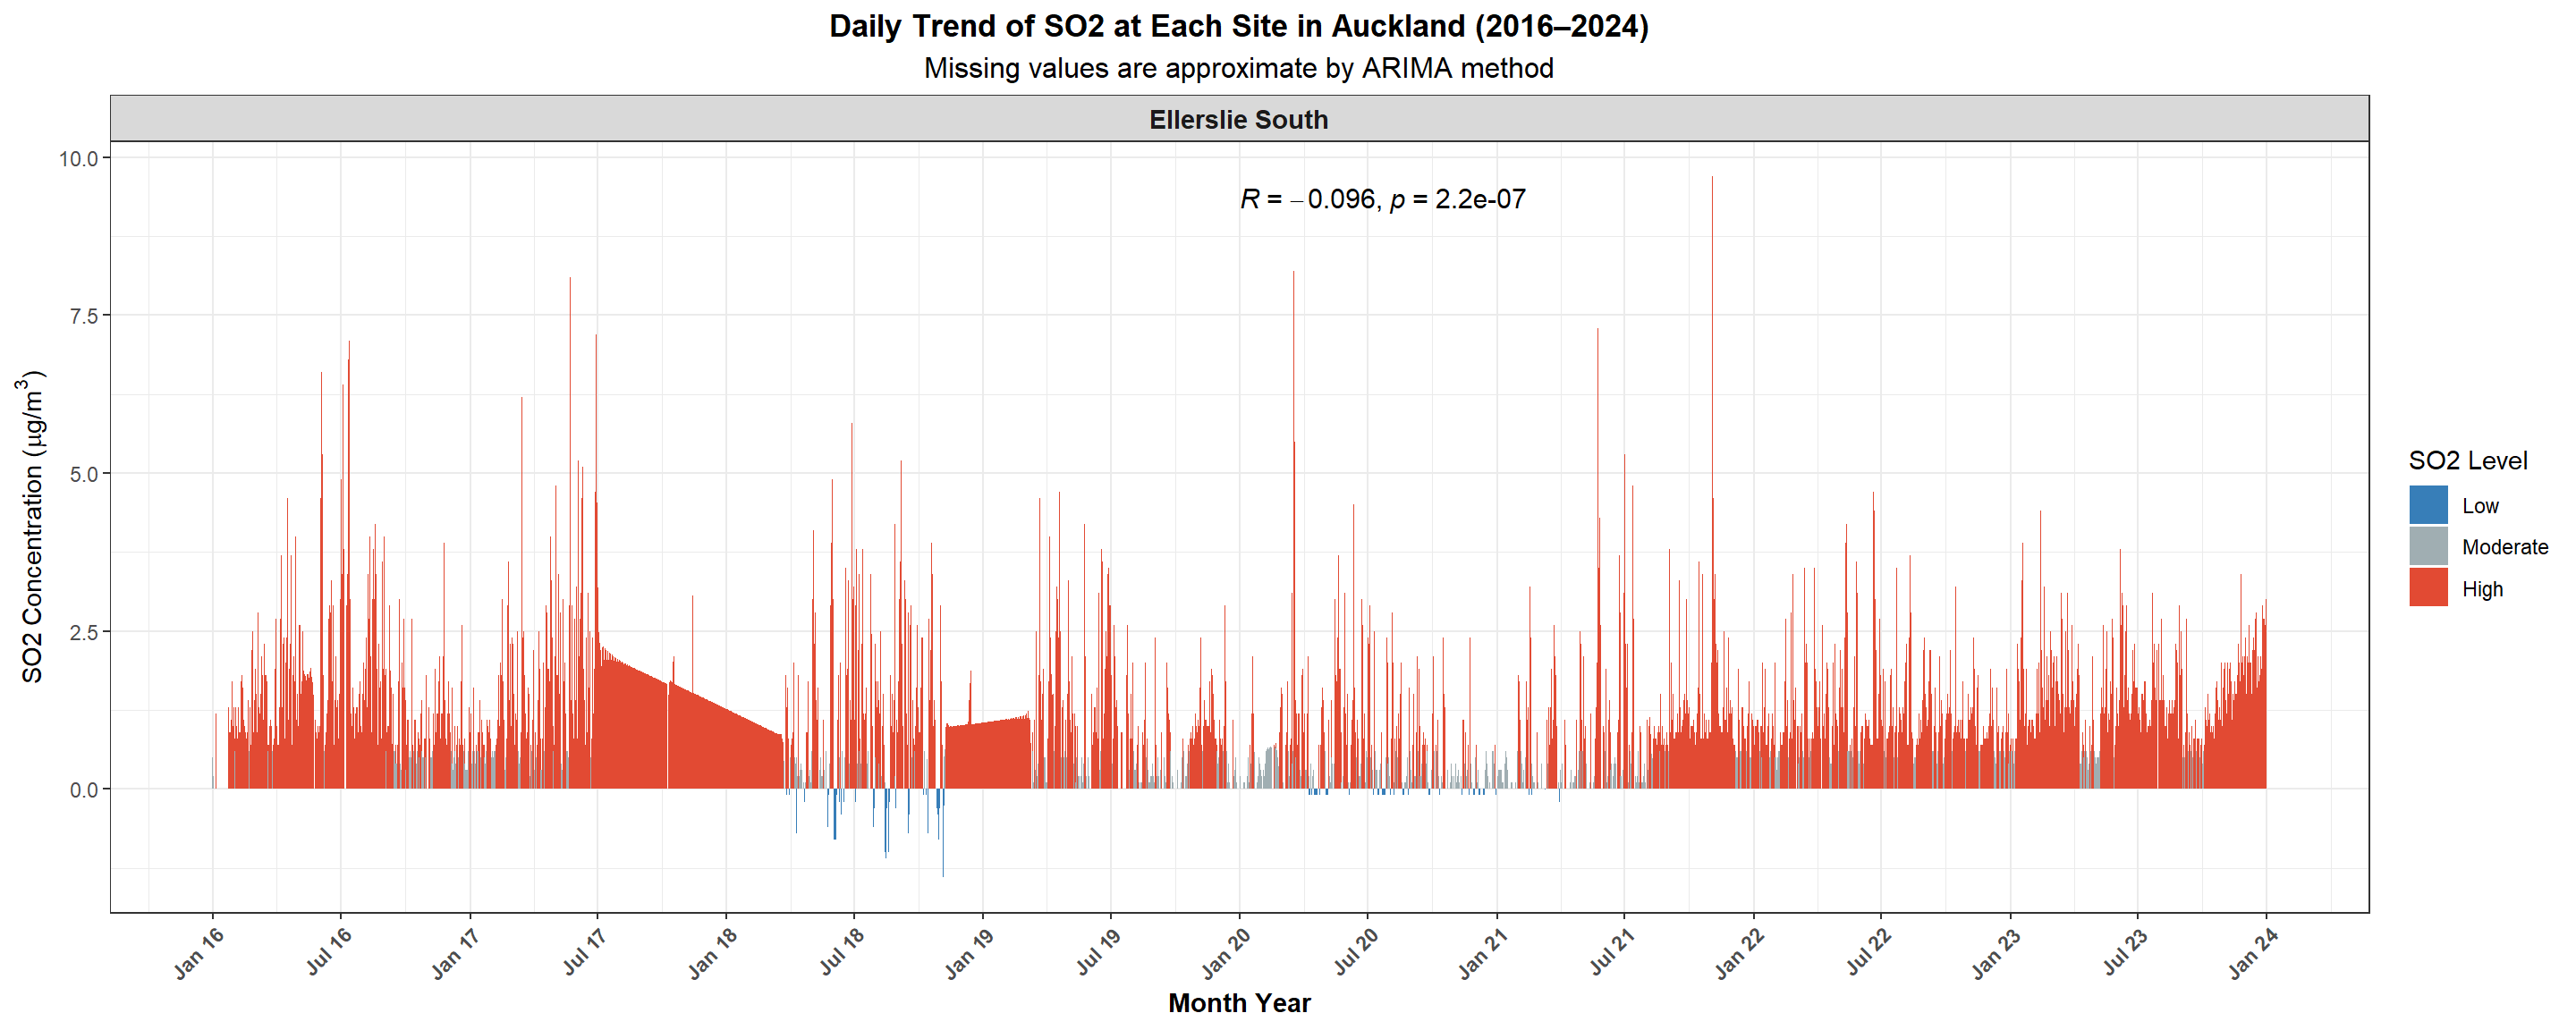 Daily Trend of SO2 at Each Site in Auckland (2016–2024)
Missing values are approximate by ARIMA method
Ellerslie South
R = −0.096, p = 2.2e-07
SO2 Concentration (μg/m³)
10.0
7.5
5.0
2.5
0.0
Jan 16
Jul 16
Jan 17
Jul 17
Jan 18
Jul 18
Jan 19
Jul 19
Jan 20
Jul 20
Jan 21
Jul 21
Jan 22
Jul 22
Jan 23
Jul 23
Jan 24
Month Year
SO2 Level
Low
Moderate
High